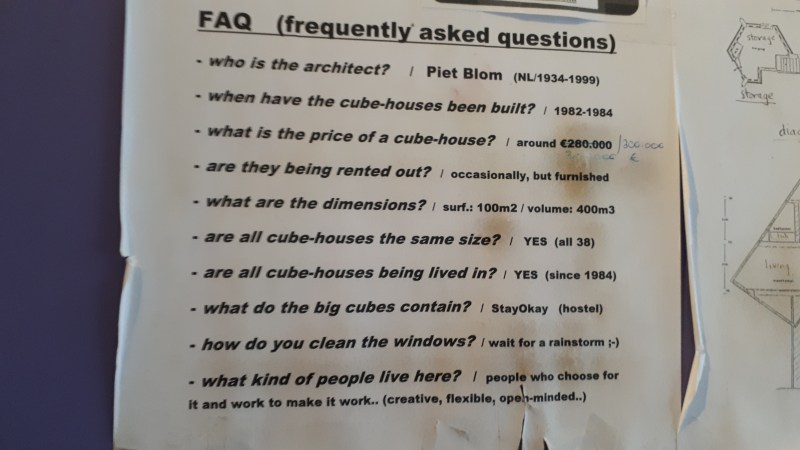 FAQ (frequently asked questions)
- who is the architect? / Piet Blom (NL/1934-1999)
- when have the cube-houses been built? / 1982-1984
- what is the price of a cube-house? / around €280.000 / 300.000
€
- are they being rented out? / occasionally, but furnished
- what are the dimensions? / surf.: 100m2 / volume: 400m3
- are all cube-houses the same size? / YES (all 38)
- are all cube-houses being lived in? / YES (since 1984)
- what do the big cubes contain? / StayOkay (hostel)
- how do you clean the windows? / wait for a rainstorm ;-)
- what kind of people live here? / people who choose for
it and work to make it work.. (creative, flexible, open-minded..)
storage
storage
living